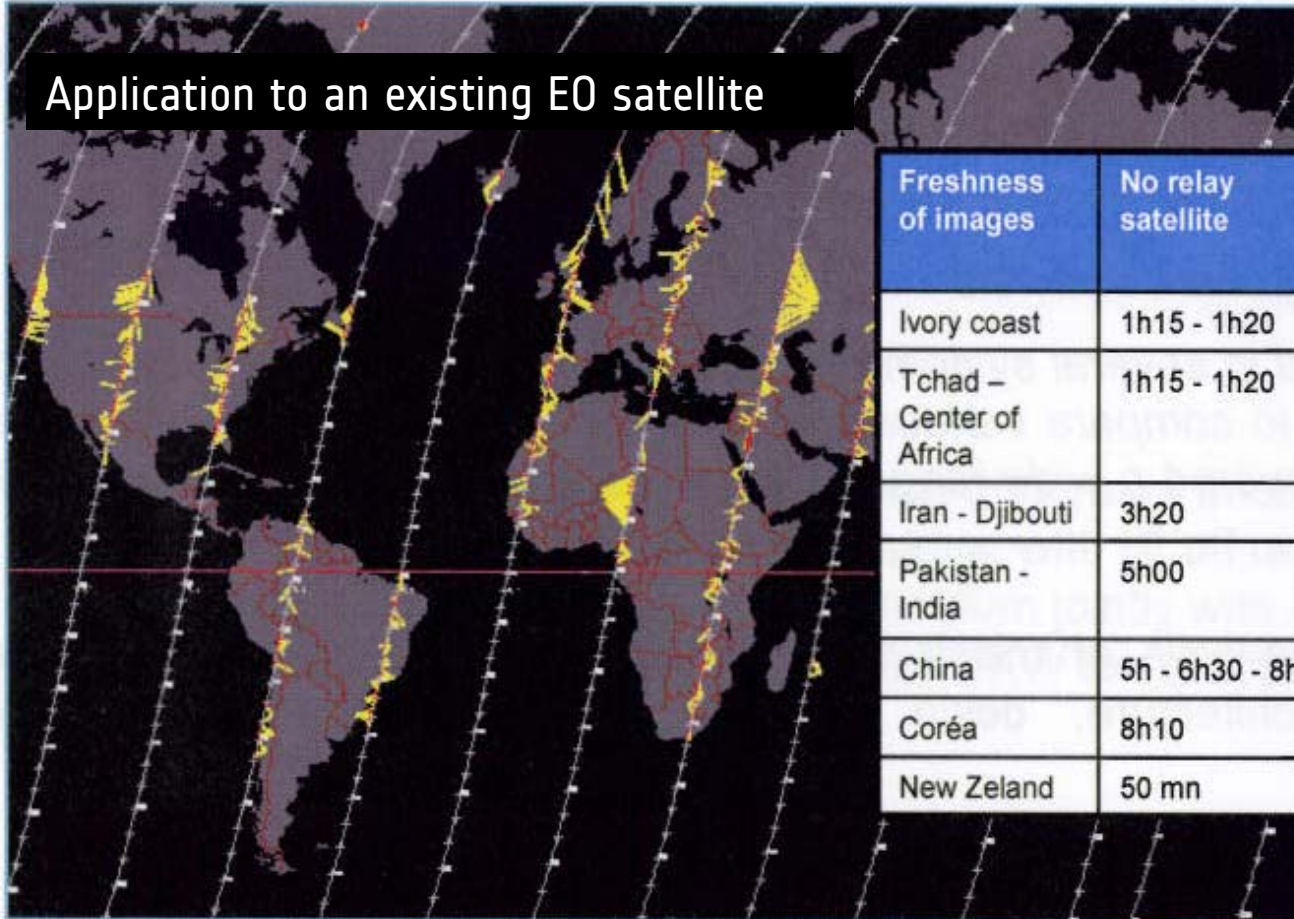 Application to an existing EO satellite
Freshness
of images
No relay
satellite
Ivory coast
1h15 - 1h20
Tchad –
Center of
Africa
1h15 - 1h20
Iran - Djibouti
3h20
Pakistan -
India
5h00
China
5h - 6h30 - 8h
Coréa
8h10
New Zeland
50 mn